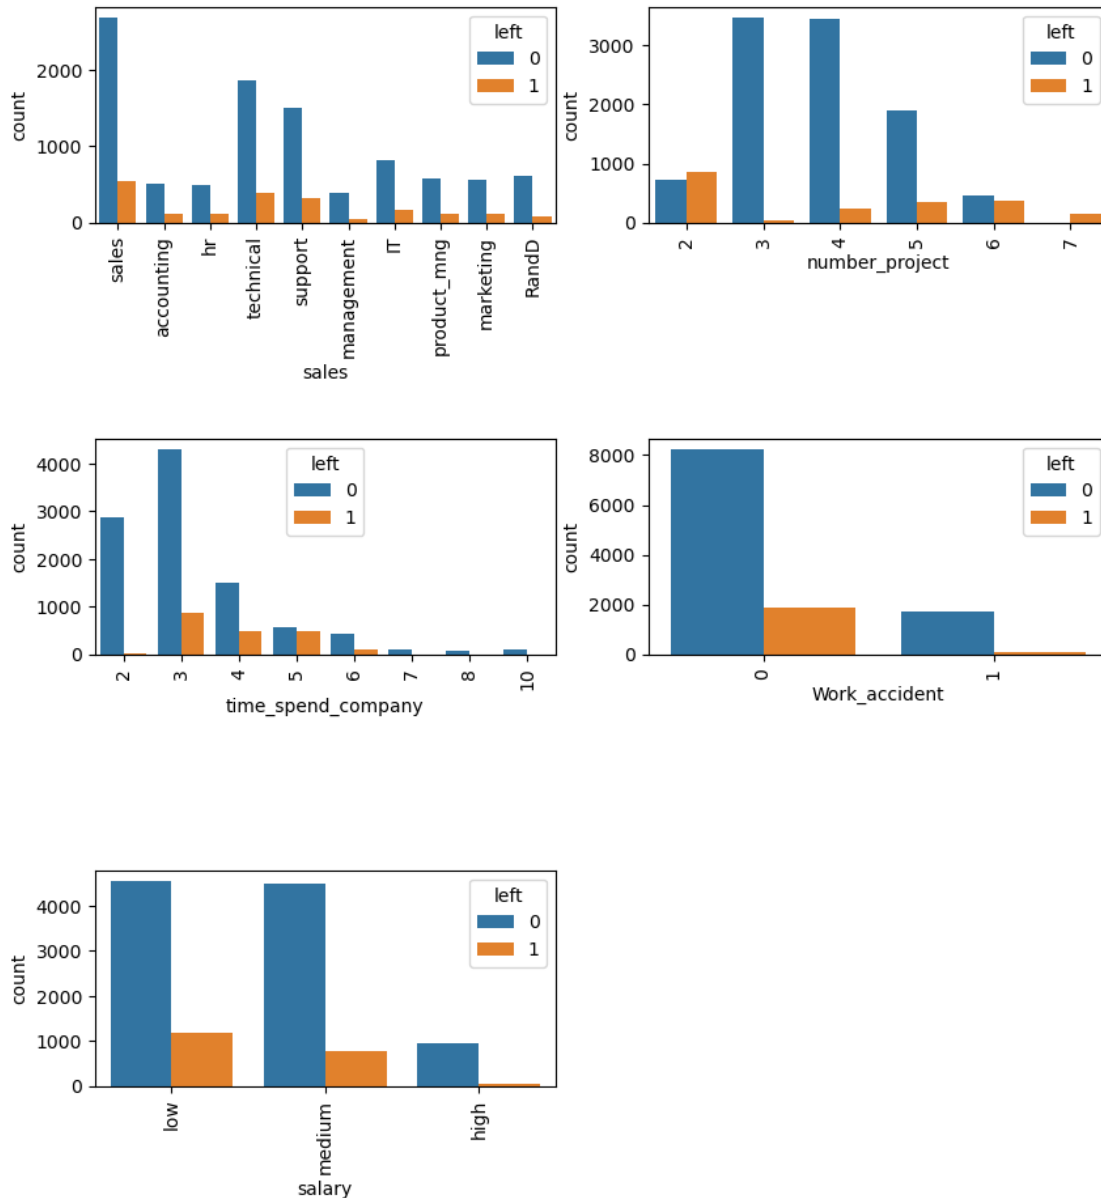 left
0
1
count
2000
1000
0
sales
accounting
hr
technical
support
management
IT
product_mng
marketing
RandD
sales
left
0
1
count
3000
2000
1000
0
2
3
4
5
6
7
number_project
left
0
1
count
4000
3000
2000
1000
0
2
3
4
5
6
7
8
10
time_spend_company
left
0
1
count
8000
6000
4000
2000
0
0
1
Work_accident
left
0
1
count
4000
3000
2000
1000
0
low
medium
high
salary